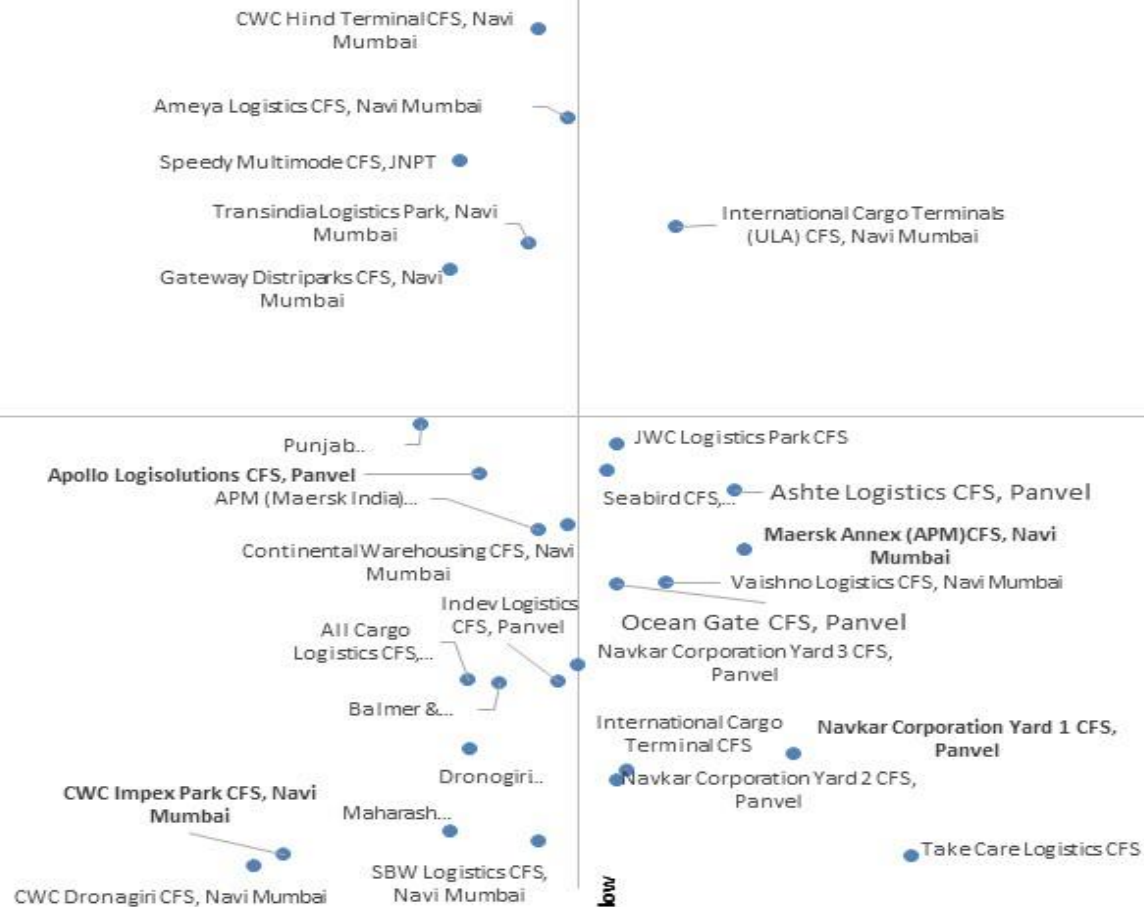 CWC Hind Terminal CFS, Navi
Mumbai
Ameya Logistics CFS, Navi Mumbai
Speedy Multimode CFS, JNPT
Transindia Logistics Park, Navi
Mumbai
International Cargo Terminals
(ULA) CFS, Navi Mumbai
Gateway Distriparks CFS, Navi
Mumbai
Punjab..
JWC Logistics Park CFS
Apollo Logisolutions CFS, Panvel
APM (Maersk India)...
Seabird CFS,...
Ashte Logistics CFS, Panvel
Continental Warehousing CFS, Navi
Mumbai
Maersk Annex (APM)CFS, Navi
Mumbai
Vaishno Logistics CFS, Navi Mumbai
Indev Logistics
CFS, Panvel
Ocean Gate CFS, Panvel
All Cargo
Logistics CFS,...
Navkar Corporation Yard 3 CFS,
Panvel
Balmer &...
International Cargo
Terminal CFS
Navkar Corporation Yard 1 CFS,
Panvel
Dronogiri..
Navkar Corporation Yard 2 CFS,
Panvel
CWC Impex Park CFS, Navi
Mumbai
Maharash...
Take Care Logistics CFS
SBW Logistics CFS,
Navi Mumbai
CWC Dronagiri CFS, Navi Mumbai
low